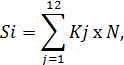 12
Si = ∑ Kj x N,
j=1